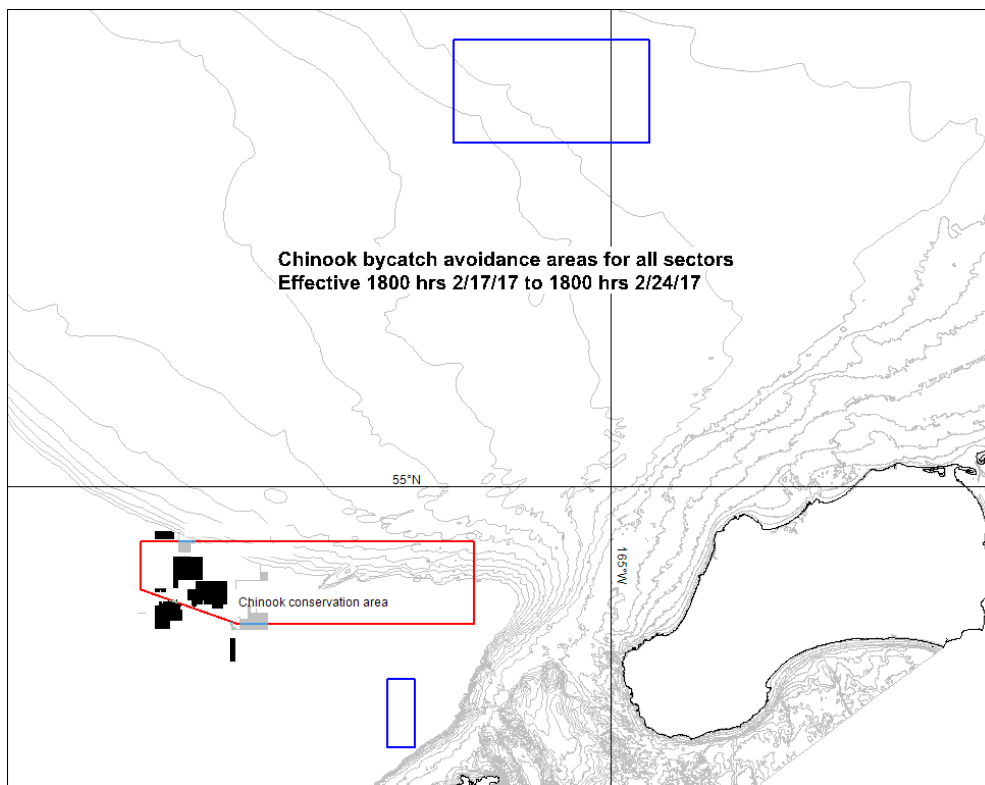 Chinook bycatch avoidance areas for all sectors
Effective 1800 hrs 2/17/17 to 1800 hrs 2/24/17
55°N
165°W
Chinook conservation area